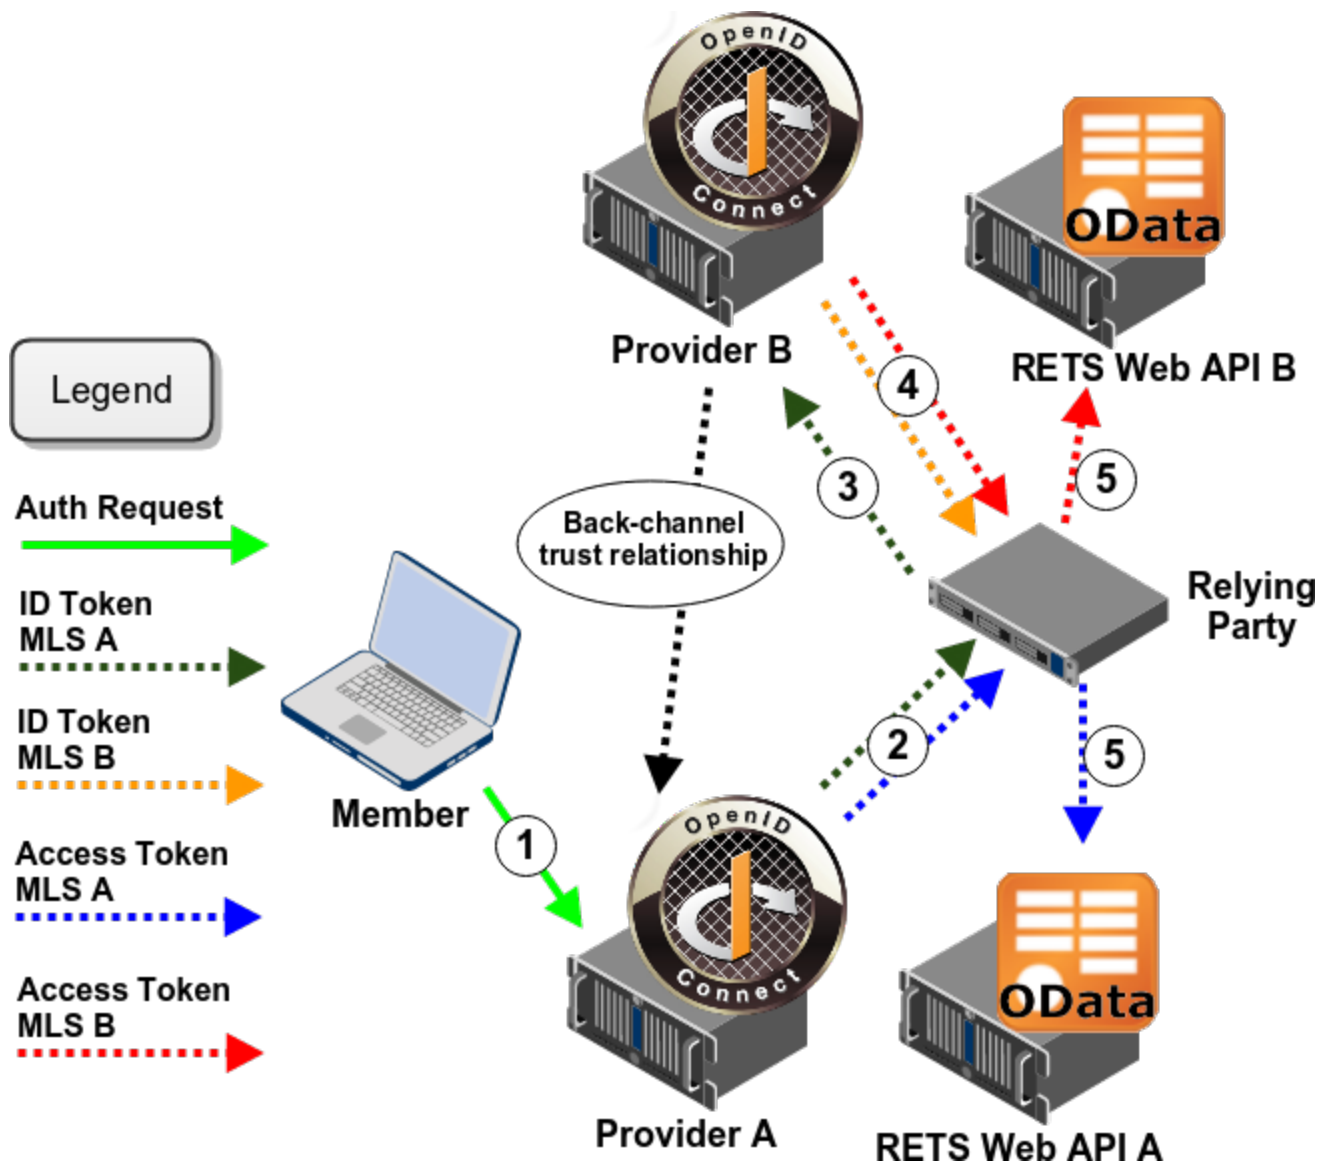 OpenID
Connect
OData
Provider B
RETS Web API B
Legend
4
3
5
Auth Request
Back-channel
trust relationship
ID Token
MLS A
Relying
Party
ID Token
MLS B
2
5
Member
1
OpenID
Connect
Access Token
MLS A
OData
Access Token
MLS B
Provider A
RETS Web API A